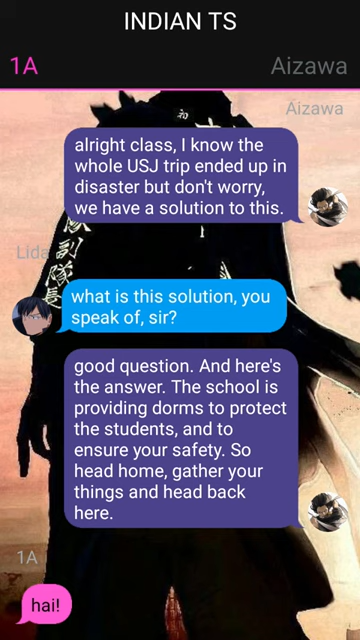 INDIAN TS
1A Aizawa
Aizawa
alright class, I know the
whole USJ trip ended up in
disaster but don't worry,
we have a solution to this.
Lida
what is this solution, you
speak of, sir?
good question. And here's
the answer. The school is
providing dorms to protect
the students, and to
ensure your safety. So
head home, gather your
things and head back
here.
1A
hai!
副
隊
長